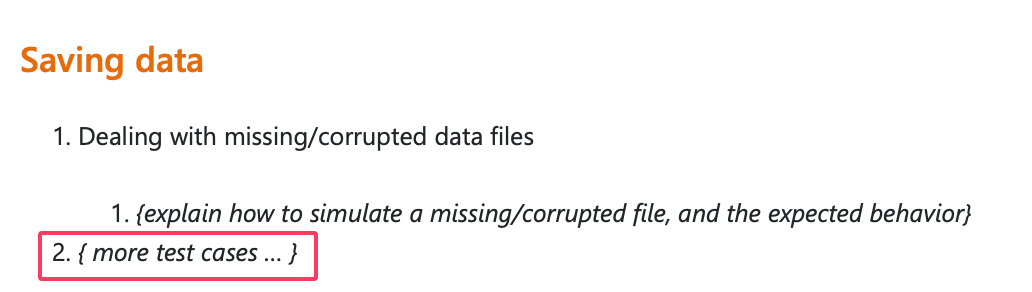 Saving data
1. Dealing with missing/corrupted data files
1. {explain how to simulate a missing/corrupted file, and the expected behavior}
2. { more test cases … }